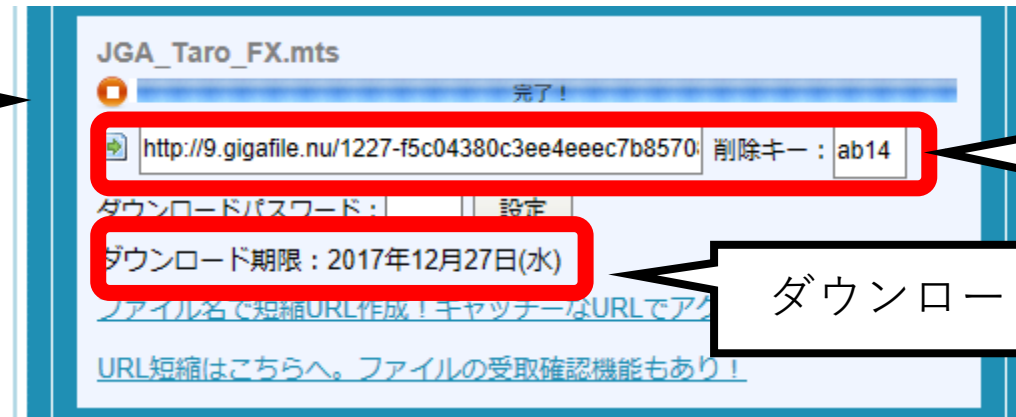 JGA_Taro_FX.mts
完了！
http://9.gigafile.nu/1227-f5c04380c3ee4eeec7b8570 削除キー：ab14
ダウンロードパスワード： 設定
ダウンロード期限：2017年12月27日(水)
ファイル名で短縮URL作成！キャッチーなURLでアク
ダウンロー
URL短縮はこちらへ。ファイルの受取確認機能もあり！